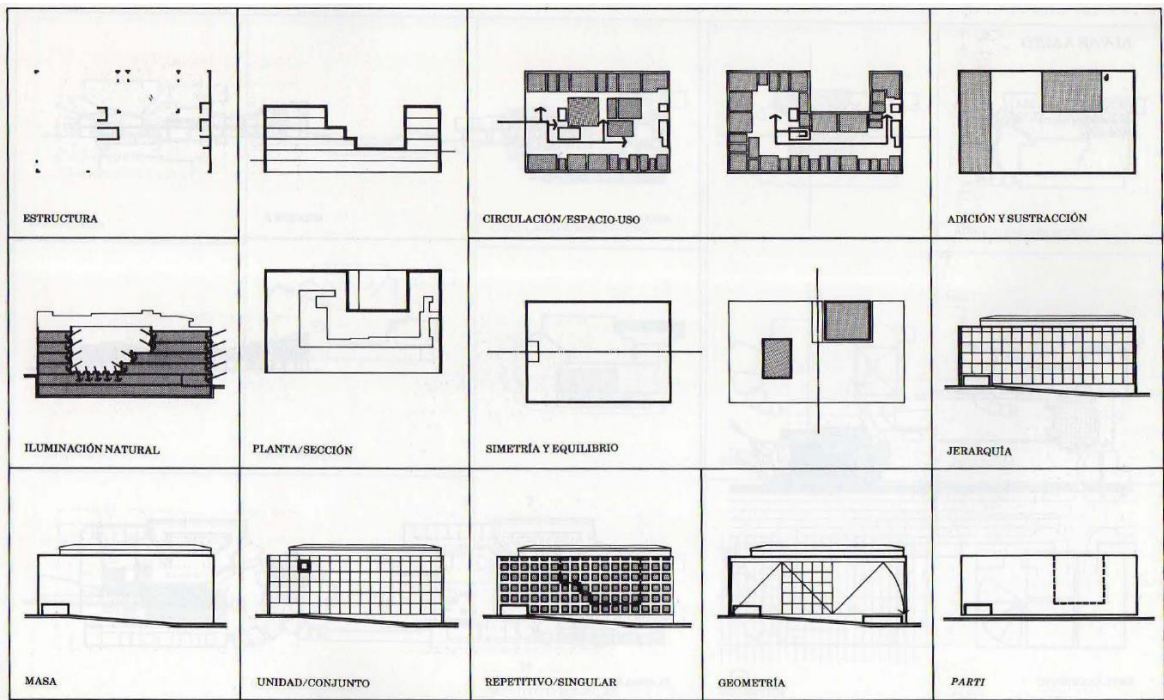 ESTRUCTURA
CIRCULACIÓN/ESPACIO-USO
ADICIÓN Y SUSTRACCIÓN
ILUMINACIÓN NATURAL
PLANTA/SECCIÓN
SIMETRÍA Y EQUILIBRIO
JERARQUÍA
MASA
UNIDAD/CONJUNTO
REPETITIVO/SINGULAR
GEOMETRÍA
PARTI